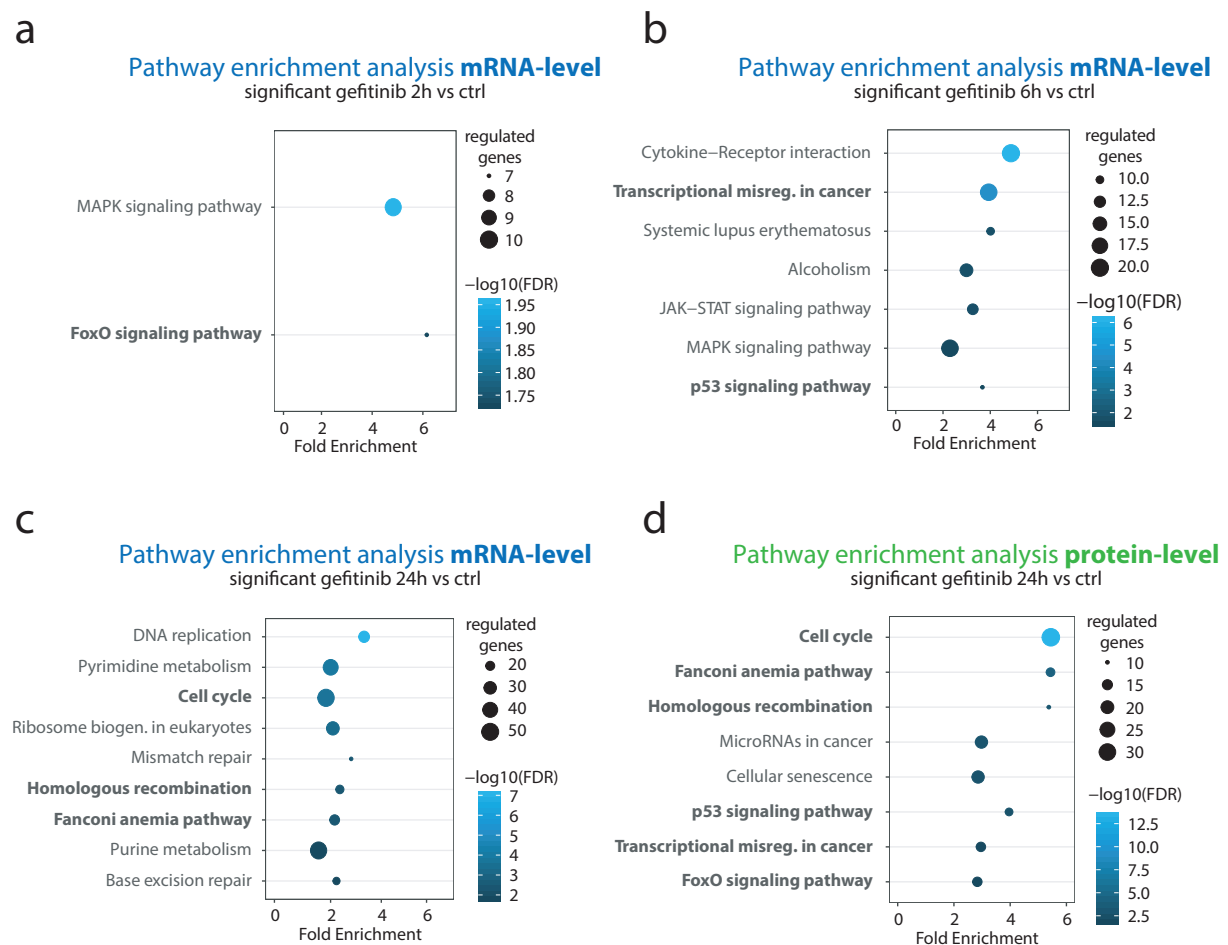 a
Pathway enrichment analysis mRNA-level
significant gefitinib 2h vs ctrl
MAPK signaling pathway
FoxO signaling pathway
0 2 4 6
Fold Enrichment
regulated
genes
7
8
9
10
−log10(FDR)
1.95
1.90
1.85
1.80
1.75
b
Pathway enrichment analysis mRNA-level
significant gefitinib 6h vs ctrl
Cytokine−Receptor interaction
Transcriptional misreg. in cancer
Systemic lupus erythematosus
Alcoholism
JAK−STAT signaling pathway
MAPK signaling pathway
p53 signaling pathway
0 2 4 6
Fold Enrichment
regulated
genes
10.0
12.5
15.0
17.5
20.0
−log10(FDR)
6
5
4
3
2
c
Pathway enrichment analysis mRNA-level
significant gefitinib 24h vs ctrl
DNA replication
Pyrimidine metabolism
Cell cycle
Ribosome biogen. in eukaryotes
Mismatch repair
Homologous recombination
Fanconi anemia pathway
Purine metabolism
Base excision repair
0 2 4 6
Fold Enrichment
regulated
genes
20
30
40
50
−log10(FDR)
7
6
5
4
3
2
d
Pathway enrichment analysis protein-level
significant gefitinib 24h vs ctrl
Cell cycle
Fanconi anemia pathway
Homologous recombination
MicroRNAs in cancer
Cellular senescence
p53 signaling pathway
Transcriptional misreg. in cancer
FoxO signaling pathway
0 2 4 6
Fold Enrichment
regulated
genes
10
15
20
25
30
−log10(FDR)
12.5
10.0
7.5
5.0
2.5